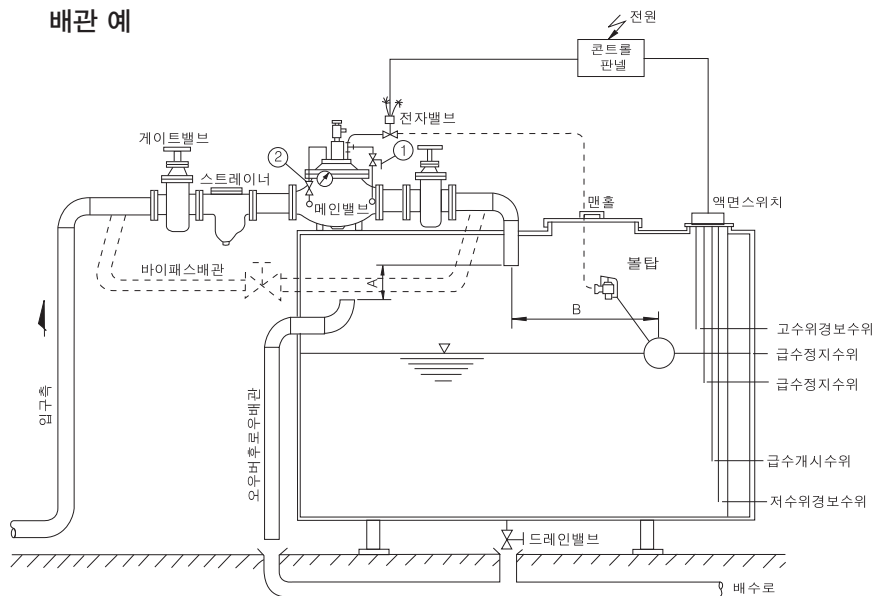 배관 예
전원
콘트롤
판넬
전자밸브
게이트밸브
②
①
스트레이너
메인밸브
맨홀
액면스위치
바이패스배관
볼탑
A
B
고수위경보수위
급수정지수위
급수정지수위
입구측
오우버후로우배관
급수개시수위
저수위경보수위
드레인밸브
배수로